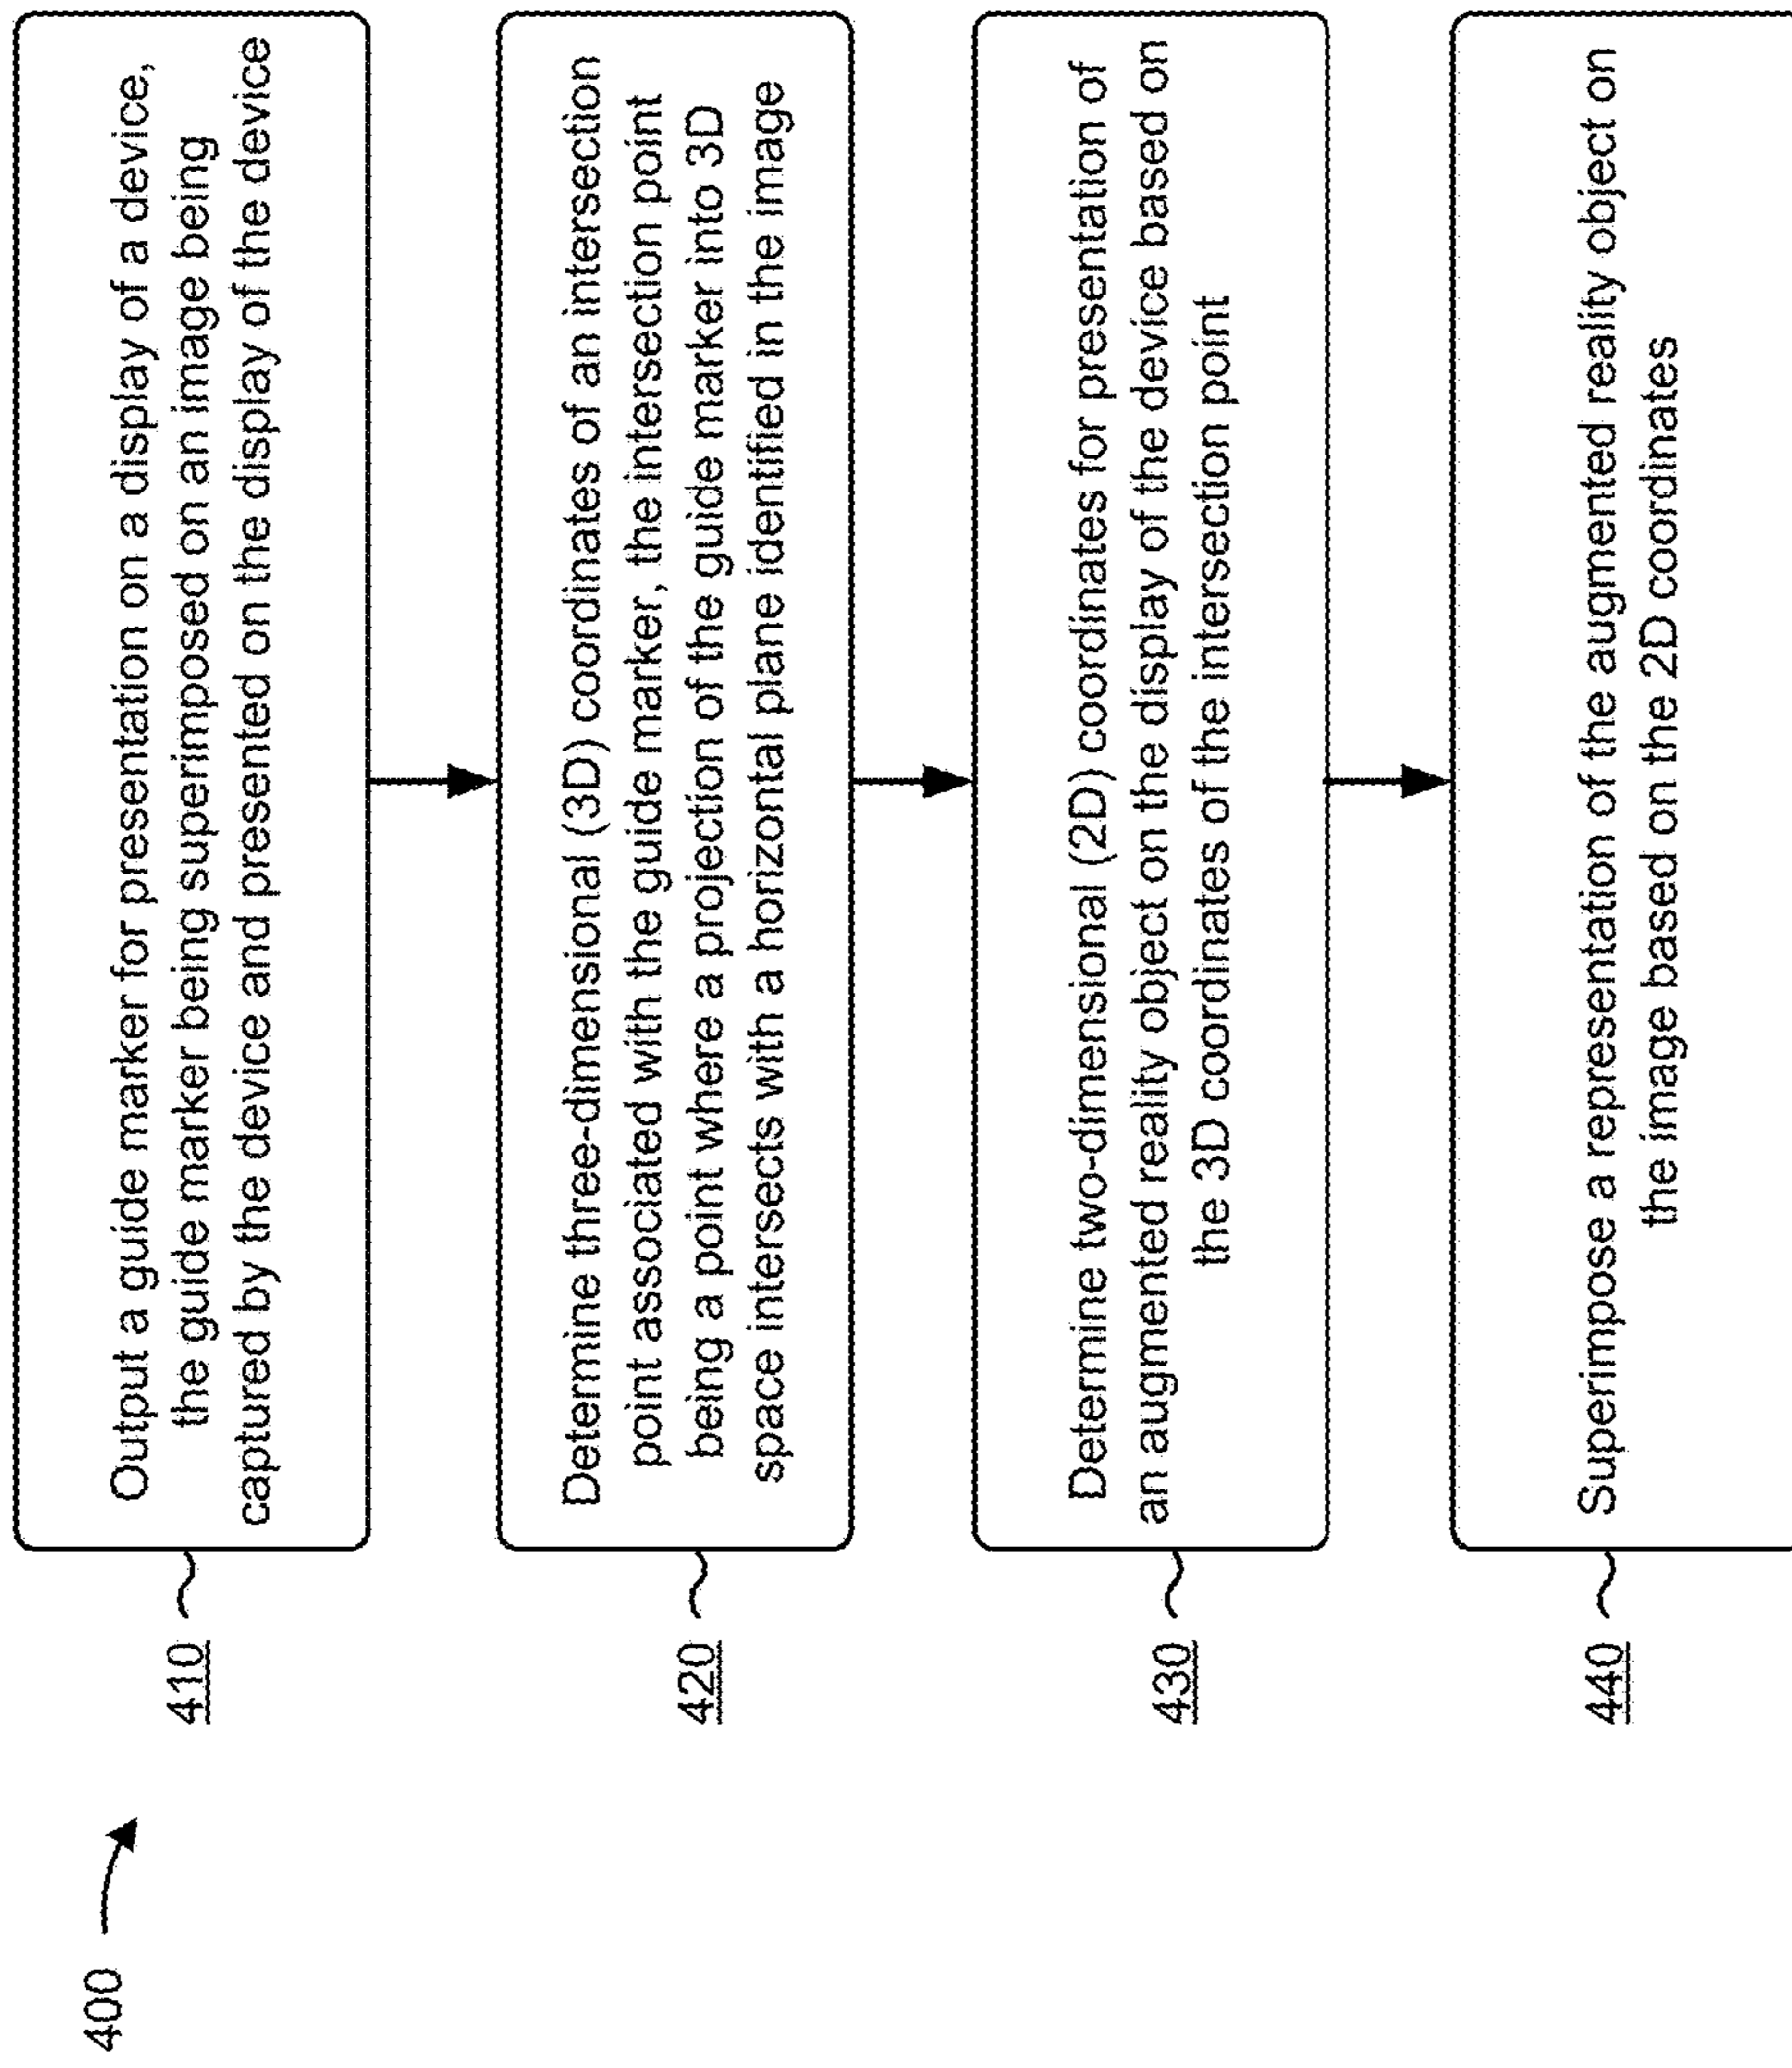 400
410
Output a guide marker for presentation on a display of a device,
the guide marker being superimposed on an image being
captured by the device and presented on the display of the device
420
Determine three-dimensional (3D) coordinates of an intersection
point associated with the guide marker, the intersection point
being a point where a projection of the guide marker into 3D
space intersects with a horizontal plane identified in the image
430
Determine two-dimensional (2D) coordinates for presentation of
an augmented reality object on the display of the device based on
the 3D coordinates of the intersection point
440
Superimpose a representation of the augmented reality object on
the image based on the 2D coordinates